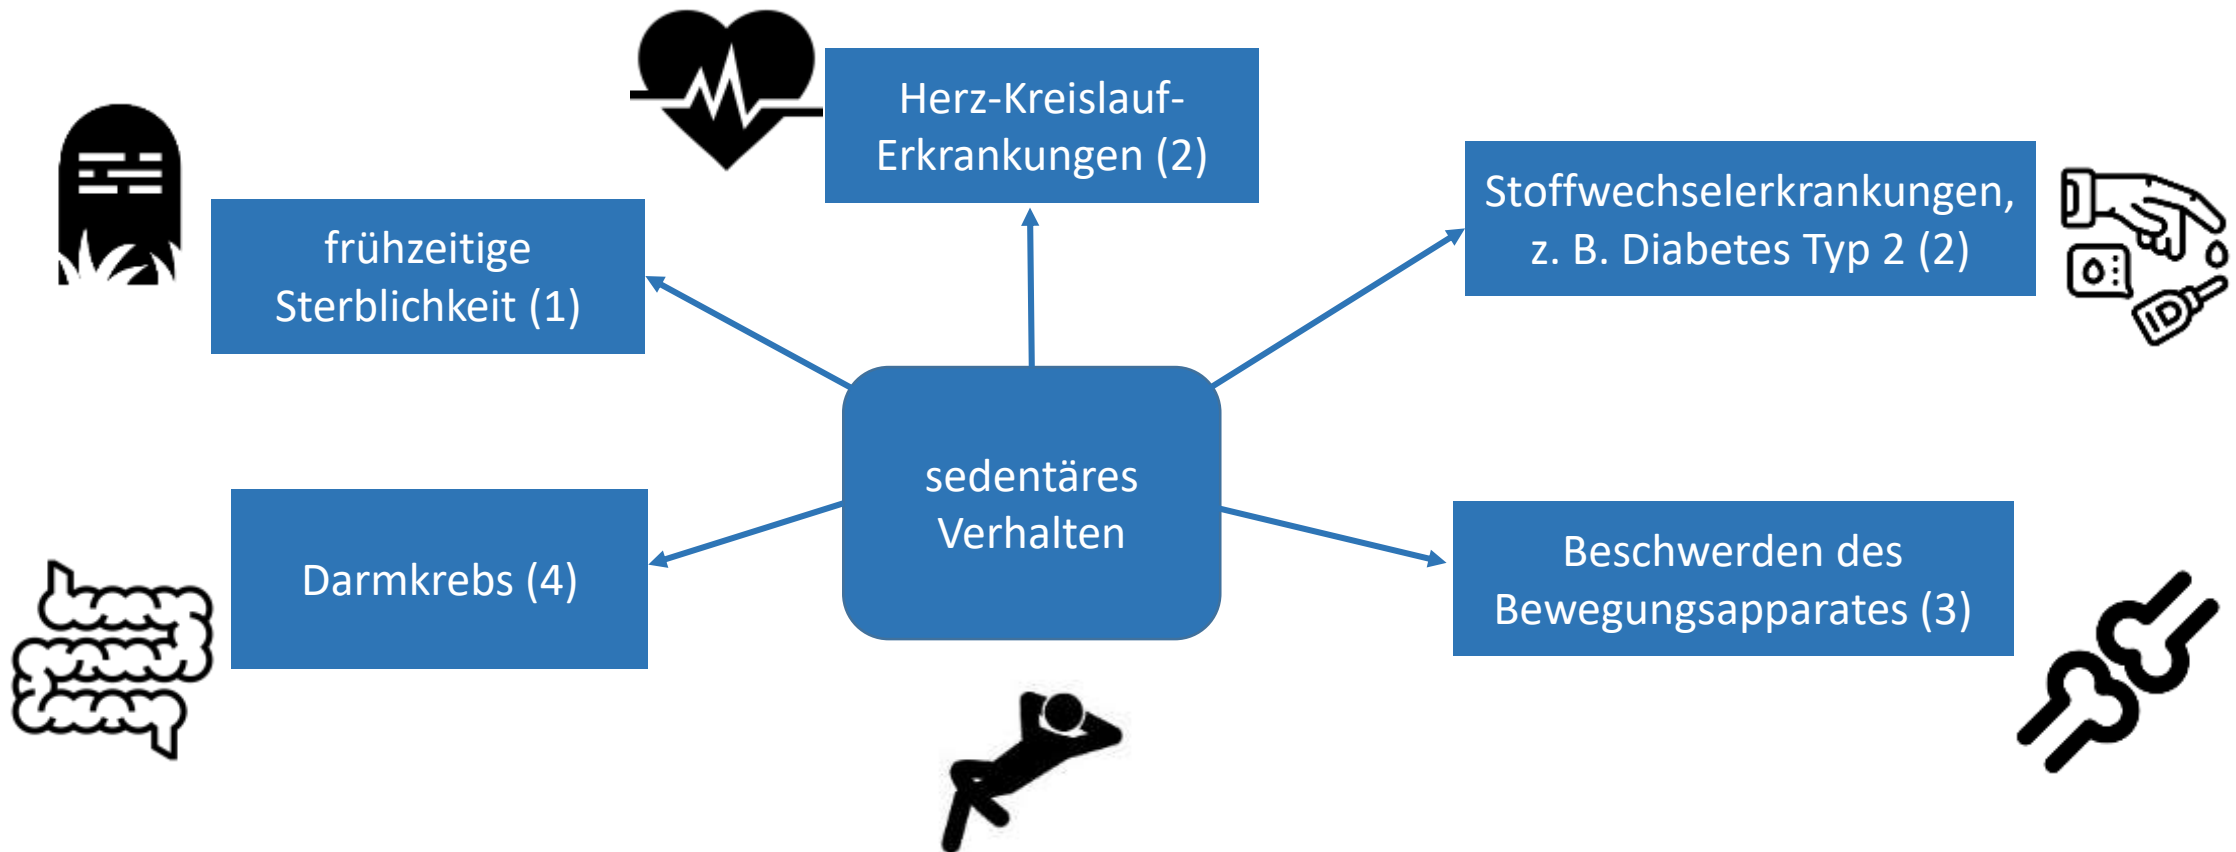 Herz-Kreislauf-
Erkrankungen (2)
Stoffwechselerkrankungen,
z. B. Diabetes Typ 2 (2)
frühzeitige
Sterblichkeit (1)
sedentäres
Verhalten
Darmkrebs (4)
Beschwerden des
Bewegungsapparates (3)